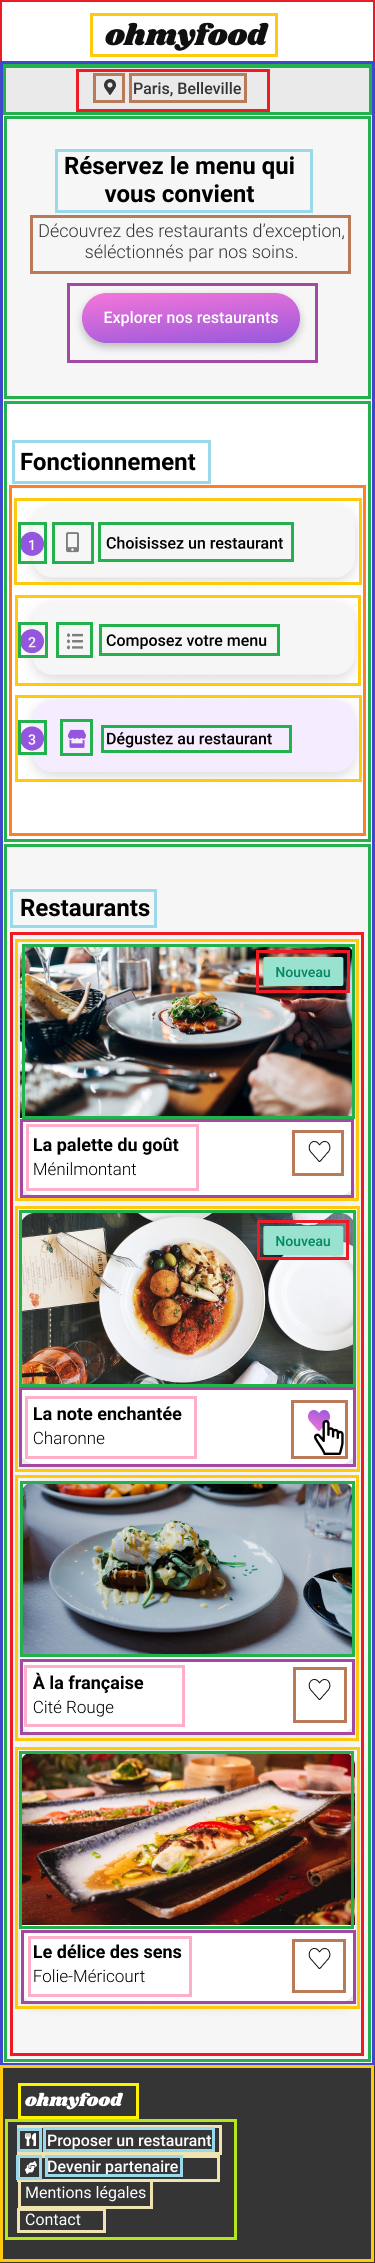 ohmyfood
Paris, Belleville
Réservez le menu qui
vous convient
Découvrez des restaurants d’exception,
séléctionnés par nos soins.
Explorer nos restaurants
Fonctionnement
1 Choisissez un restaurant
2 Composez votre menu
3 Dégustez au restaurant
Restaurants
Nouveau
La palette du goût
Ménilmontant
Nouveau
La note enchantée
Charonne
À la française
Cité Rouge
Le délice des sens
Folie-Méricourt
ohmyfood
Proposer un restaurant
Devenir partenaire
Mentions légales
Contact